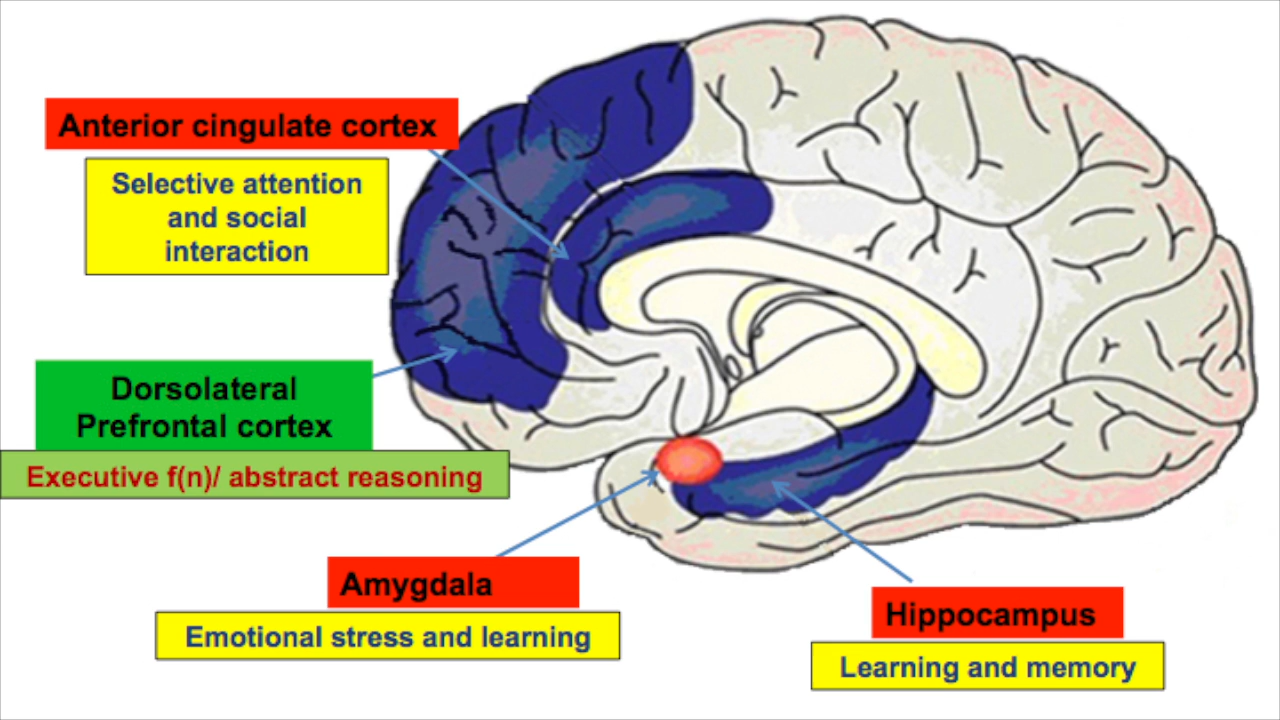 Anterior cingulate cortex
Selective attention
and social
interaction
Dorsolateral
Prefrontal cortex
Executive f(n)/ abstract reasoning
Amygdala
Emotional stress and learning
Hippocampus
Learning and memory